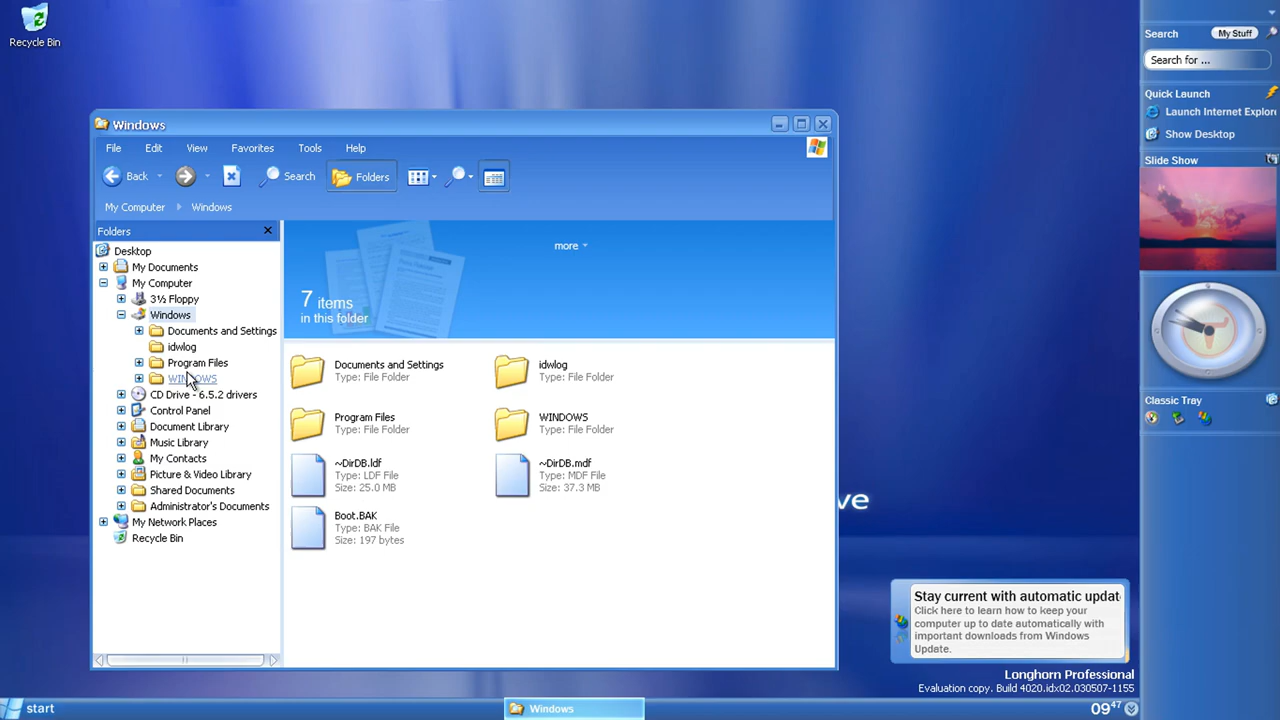 Recycle Bin
Windows
File Edit View Favorites Tools Help
Back Search Folders
My Computer Windows
Folders
Desktop
My Documents
My Computer
3½ Floppy
Windows
Documents and Settings
idwlog
Program Files
WINDOWS
CD Drive - 6.5.2 drivers
Control Panel
Document Library
Music Library
My Contacts
Picture & Video Library
Shared Documents
Administrator's Documents
My Network Places
Recycle Bin
more
7 items
in this folder
Documents and Settings
Type: File Folder
idwlog
Type: File Folder
Program Files
Type: File Folder
WINDOWS
Type: File Folder
~DirDB.ldf
Type: LDF File
Size: 25.0 MB
~DirDB.mdf
Type: MDF File
Size: 37.3 MB
Boot.BAK
Type: BAK File
Size: 197 bytes
ve
Search My Stuff
Search for ...
Quick Launch
Launch Internet Explor
Show Desktop
Slide Show
Classic Tray
Stay current with automatic updat
Click here to learn how to keep your
computer up to date automatically with
important downloads from Windows
Update.
Longhorn Professional
Evaluation copy. Build 4020.idx02.030507-1155
start Windows 09 47